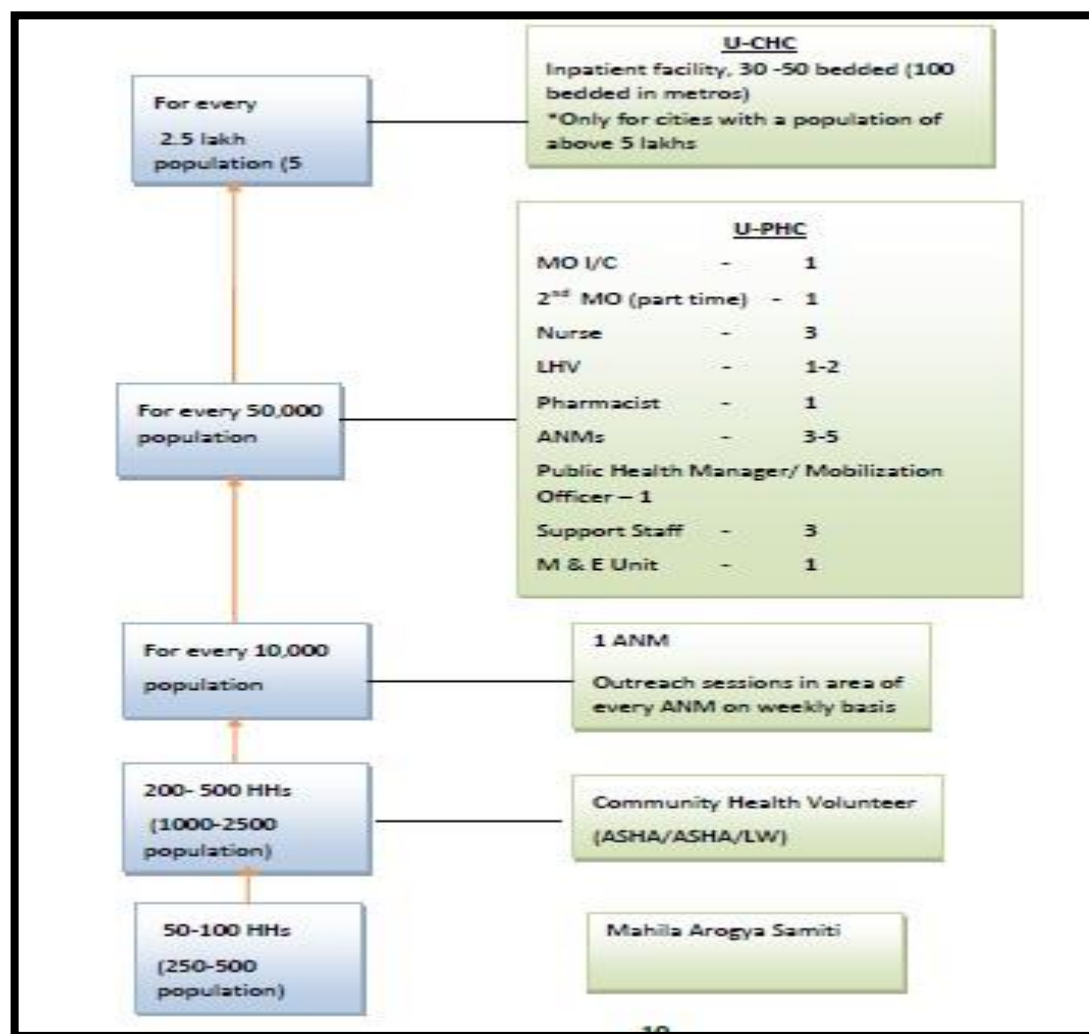 U-CHC
Inpatient facility, 30 -50 bedded (100
bedded in metros)
*Only for cities with a population of
above 5 lakhs
For every
2.5 lakh
population (5
U-PHC
MO I/C - 1
2nd MO (part time) - 1
Nurse - 3
LHV - 1-2
Pharmacist - 1
ANMs - 3-5
Public Health Manager/ Mobilization
Officer – 1
Support Staff - 3
M & E Unit - 1
For every 50,000
population
For every 10,000
population
1 ANM
Outreach sessions in area of
every ANM on weekly basis
200- 500 HHs
(1000-2500
population)
Community Health Volunteer
(ASHA/ASHA/LW)
50-100 HHs
(250-500
population)
Mahila Arogya Samiti